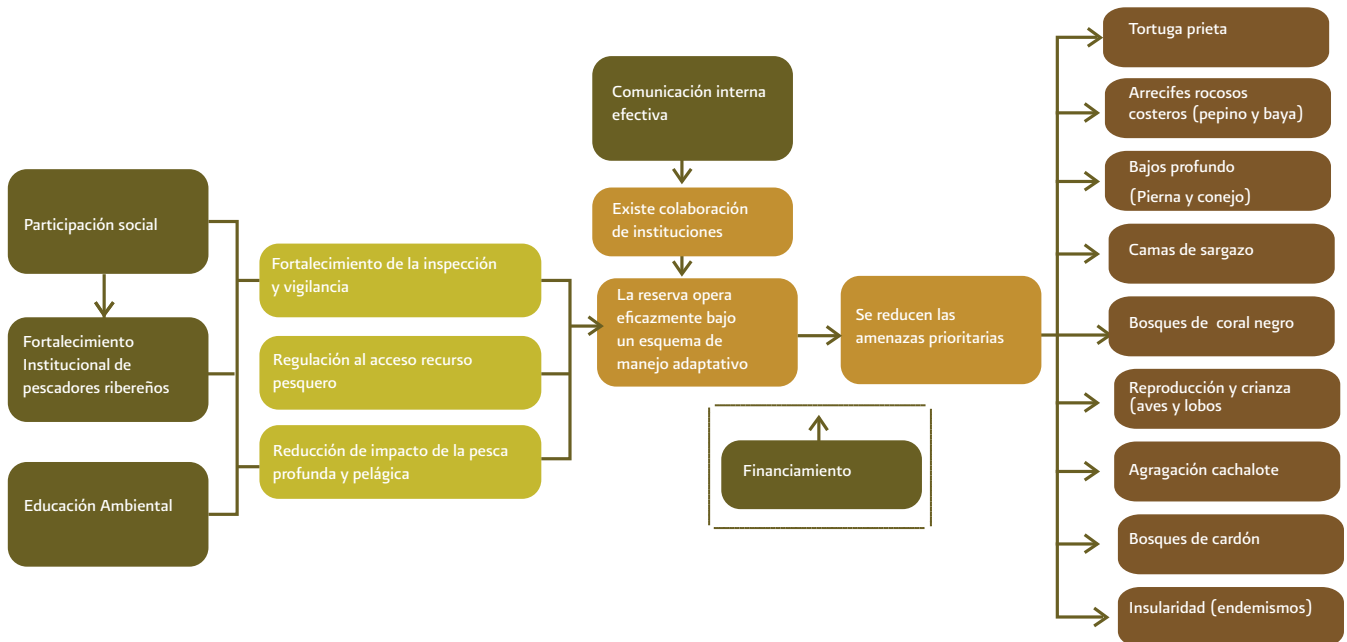 Participación social
Fortalecimiento
Institucional de
pescadores ribereños
Educación Ambiental
Fortalecimiento de la inspección
y vigilancia
Regulación al acceso recurso
pesquero
Reducción de impacto de la pesca
profunda y pelágica
Comunicación interna
efectiva
Existe colaboración
de instituciones
La reserva opera
eficazmente bajo
un esquema de
manejo adaptativo
Financiamiento
Se reducen las
amenazas prioritarias
Tortuga prieta
Arrecifes rocosos
costeros (pepino y baya)
Bajos profundo
(Pierna y conejo)
Camas de sargazo
Bosques de coral negro
Reproducción y crianza
(aves y lobos
Agragación cachalote
Bosques de cardón
Insularidad (endemismos)